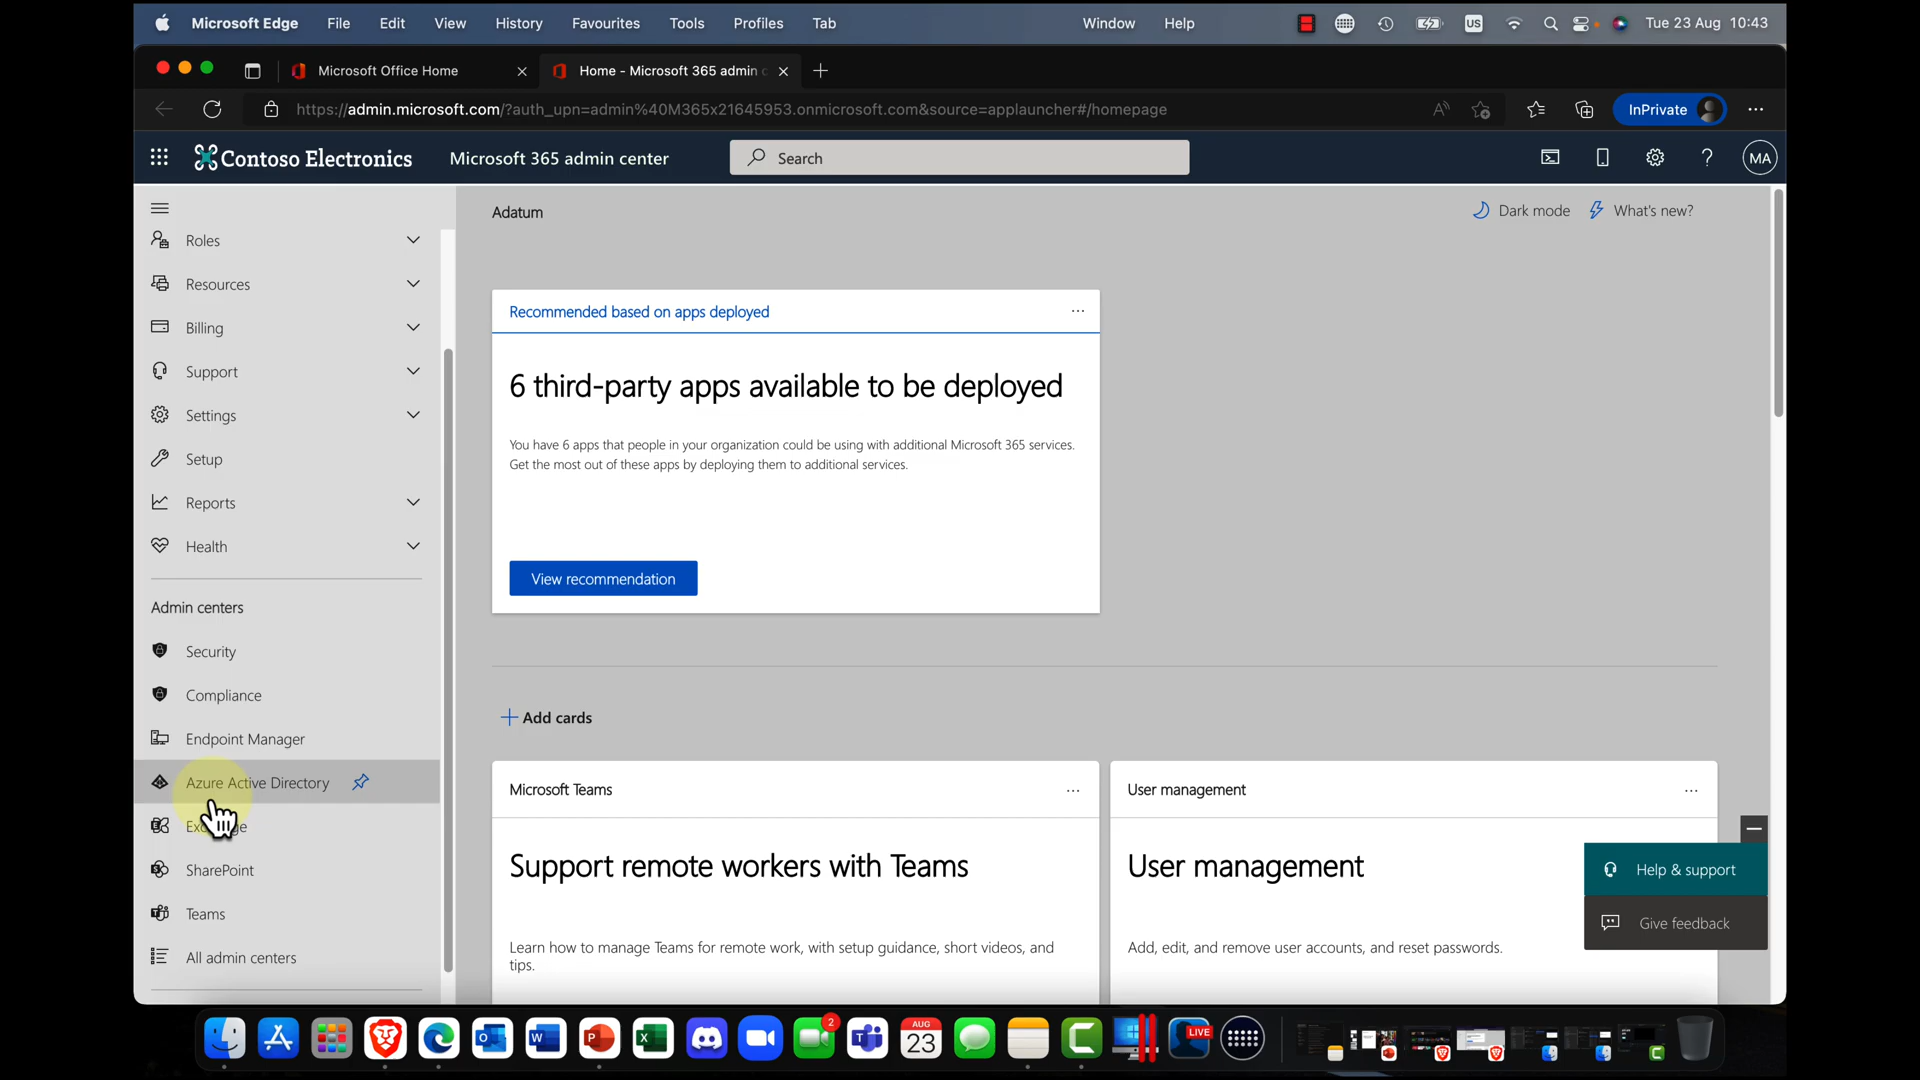 Microsoft Edge File Edit View History Favourites Tools Profiles Tab Window Help US Tue 23 Aug 10:43
Microsoft Office Home
Home - Microsoft 365 admin c
https://admin.microsoft.com/?auth_upn=admin%40M365x21645953.onmicrosoft.com&source=applauncher#/homepage
InPrivate
Contoso Electronics
Microsoft 365 admin center
Search
MA
Roles
Resources
Billing
Support
Settings
Setup
Reports
Health
Admin centers
Security
Compliance
Endpoint Manager
Azure Active Directory
SharePoint
Teams
All admin centers
Adatum
Dark mode
What's new?
Recommended based on apps deployed
6 third-party apps available to be deployed
You have 6 apps that people in your organization could be using with additional Microsoft 365 services.
Get the most out of these apps by deploying them to additional services.
View recommendation
Add cards
Microsoft Teams
Support remote workers with Teams
Learn how to manage Teams for remote work, with setup guidance, short videos, and
tips.
User management
User management
Add, edit, and remove user accounts, and reset passwords.
Help & support
Give feedback
2
AUG
23
LIVE